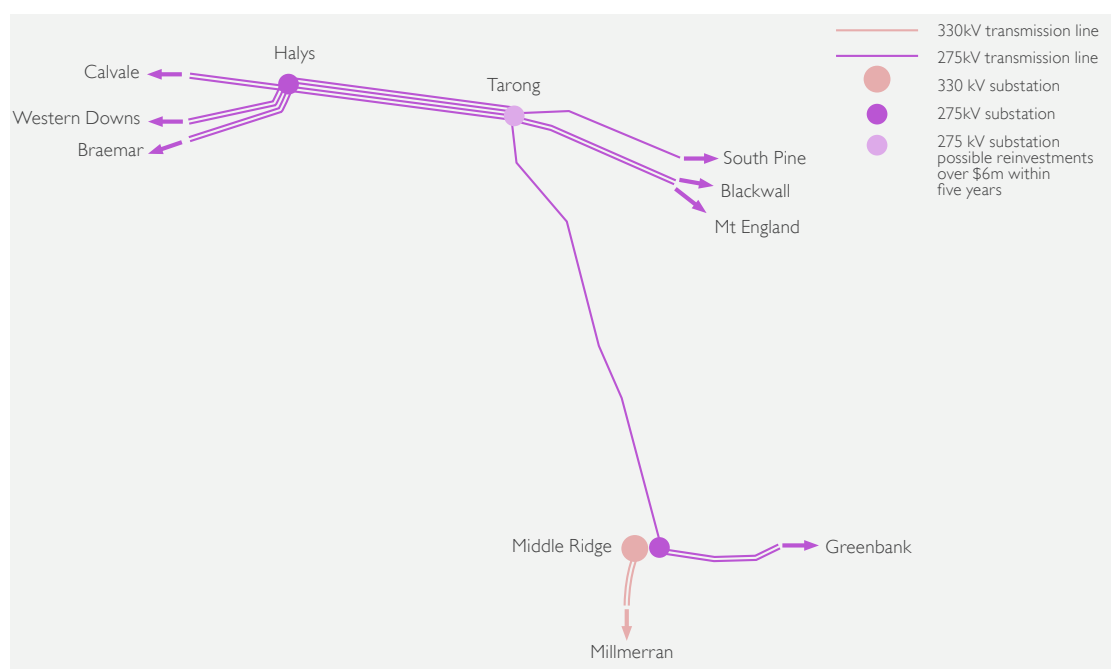 330kV transmission line
275kV transmission line
330 kV substation
275kV substation
275 kV substation
possible reinvestments
over $6m within
five years
Halys
Calvale
Tarong
Western Downs
Braemar
South Pine
Blackwall
Mt England
Middle Ridge
Greenbank
Millmerran